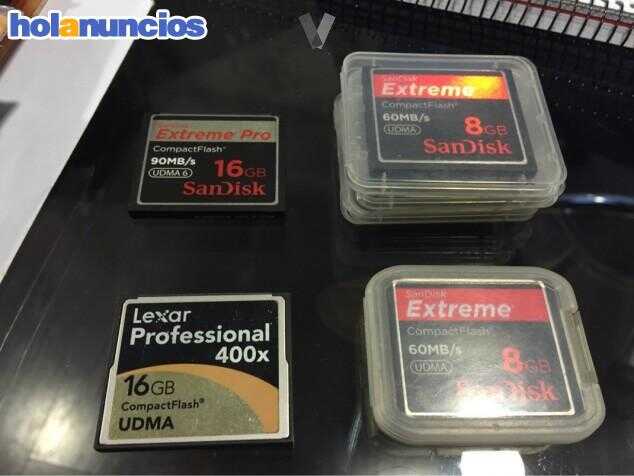 holanuncios
SanDisk
Extreme Pro
CompactFlash®
90MB/s
UDMA 6
16GB
SanDisk
SanDisk
Extreme
CompactFlash®
60MB/s
UDMA
8GB
SanDisk
Lexar
Professional
400x
16GB
CompactFlash®
UDMA
SanDisk
Extreme
CompactFlash®
60MB/s
UDMA
8GB
SanDisk